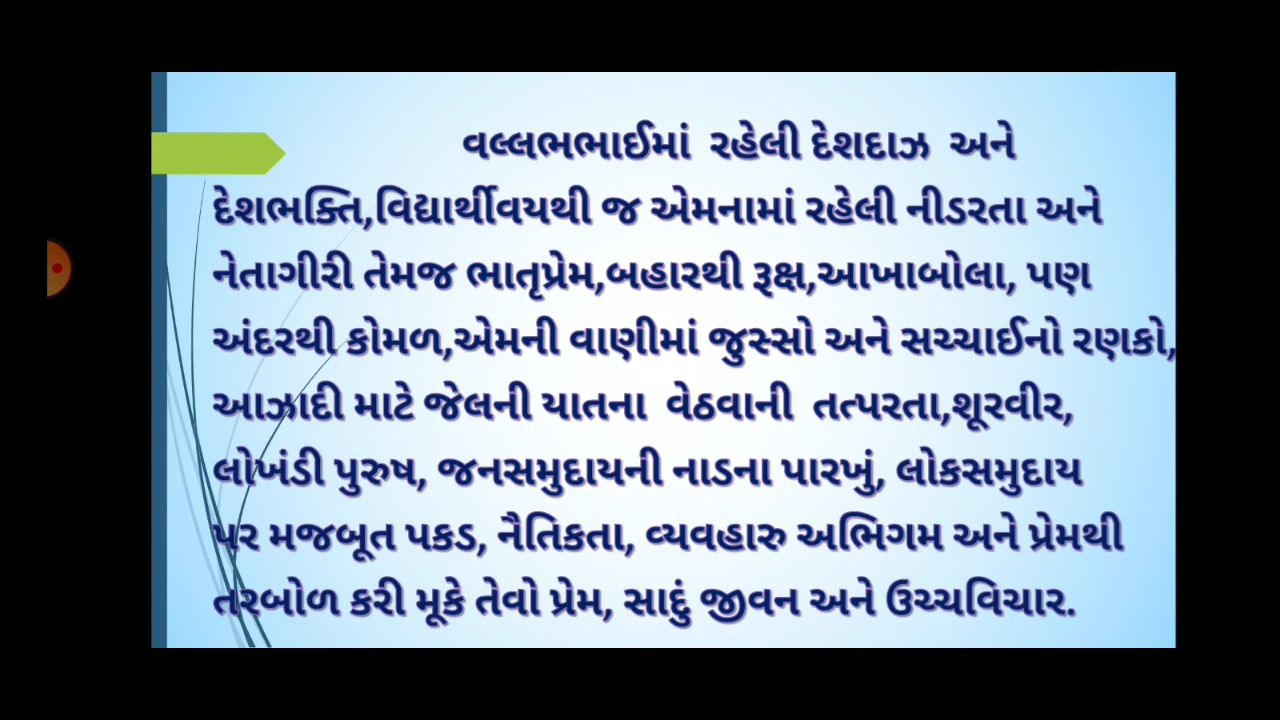 વલ્લભભાઈમાં રહેલી દેશદાઝ અને
દેશભક્તિ,વિદ્યાર્થીવયથી જ એમનામાં રહેલી નીડરતા અને
નેતાગીરી તેમજ ભાતૃપ્રેમ,બહારથી રૂક્ષ,આખાબોલા, પણ
અંદરથી કોમળ,એમની વાણીમાં જુસ્સો અને સચ્ચાઈનો રણકો,
આઝાદી માટે જેલની યાતના વેઠવાની તત્પરતા,શૂરવીર,
લોખંડી પુરુષ, જનસમુદાયની નાડના પારખું, લોકસમુદાય
પર મજબૂત પકડ, નૈતિકતા, વ્યવહારુ અભિગમ અને પ્રેમથી
તરબોળ કરી મૂકે તેવો પ્રેમ, સાદું જીવન અને ઉચ્ચવિચાર.